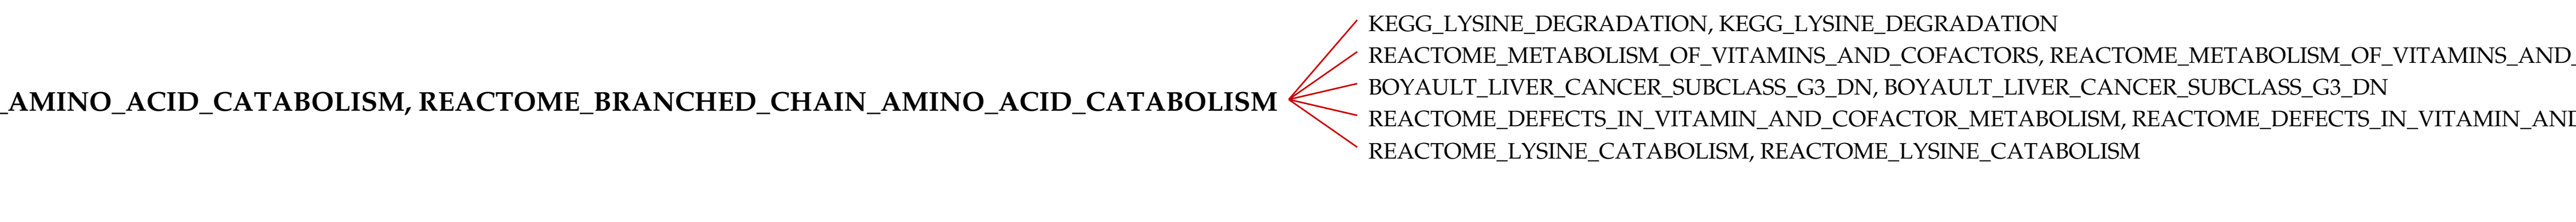 KEGG_LYSINE_DEGRADATION, KEGG_LYSINE_DEGRADATION
REACTOME_METABOLISM_OF_VITAMINS_AND_COFACTORS, REACTOME_METABOLISM_OF_VITAMINS_AND_
BOYAULT_LIVER_CANCER_SUBCLASS_G3_DN, BOYAULT_LIVER_CANCER_SUBCLASS_G3_DN
_AMINO_ACID_CATABOLISM, REACTOME_BRANCHED_CHAIN_AMINO_ACID_CATABOLISM
REACTOME_DEFECTS_IN_VITAMIN_AND_COFACTOR_METABOLISM, REACTOME_DEFECTS_IN_VITAMIN_AND
REACTOME_LYSINE_CATABOLISM, REACTOME_LYSINE_CATABOLISM